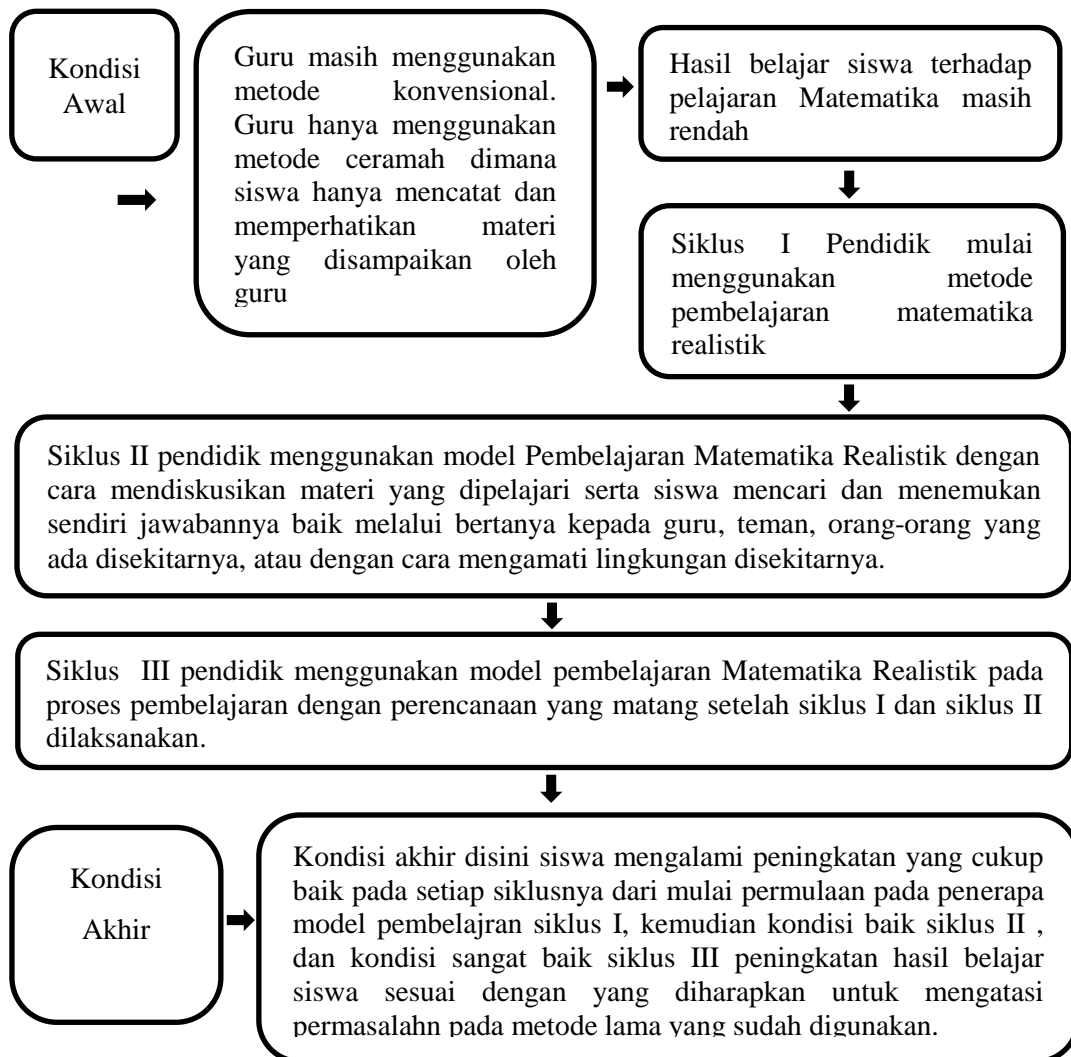 Kondisi
Awal
Guru masih menggunakan
metode konvensional.
Guru hanya menggunakan
metode ceramah dimana
siswa hanya mencatat dan
memperhatikan materi
yang disampaikan oleh
guru
Hasil belajar siswa terhadap
pelajaran Matematika masih
rendah
Siklus I Pendidik mulai
menggunakan metode
pembelajaran matematika
realistik
Siklus II pendidik menggunakan model Pembelajaran Matematika Realistik dengan
cara mendiskusikan materi yang dipelajari serta siswa mencari dan menemukan
sendiri jawabannya baik melalui bertanya kepada guru, teman, orang-orang yang
ada disekitarnya, atau dengan cara mengamati lingkungan disekitarnya.
Siklus III pendidik menggunakan model pembelajaran Matematika Realistik pada
proses pembelajaran dengan perencanaan yang matang setelah siklus I dan siklus II
dilaksanakan.
Kondisi
Akhir
Kondisi akhir disini siswa mengalami peningkatan yang cukup
baik pada setiap siklusnya dari mulai permulaan pada penerapa
model pembelajran siklus I, kemudian kondisi baik siklus II ,
dan kondisi sangat baik siklus III peningkatan hasil belajar
siswa sesuai dengan yang diharapkan untuk mengatasi
permasalahn pada metode lama yang sudah digunakan.